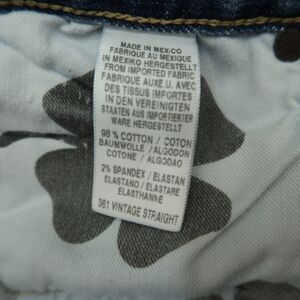 MADE IN MEXICO
FABRIQUE AU MEXIQUE
IN MEXIKO HERGESTELLT
FROM IMPORTED FABRIC
FABRIQUE AUX E.U. AVEC
DES TISSUS IMPORTES
IN DEN VEREINIGTEN
STAATEN AUS IMPORTIERTER
WARE HERGESTELLT
98 % COTTON / COTON
BAUMWOLLE / ALGODON
COTONE / ALGODAO
2% SPANDEX / ELASTAN
ELASTANO / ELASTARE
ELASTHANNE
361 VINTAGE STRAIGHT